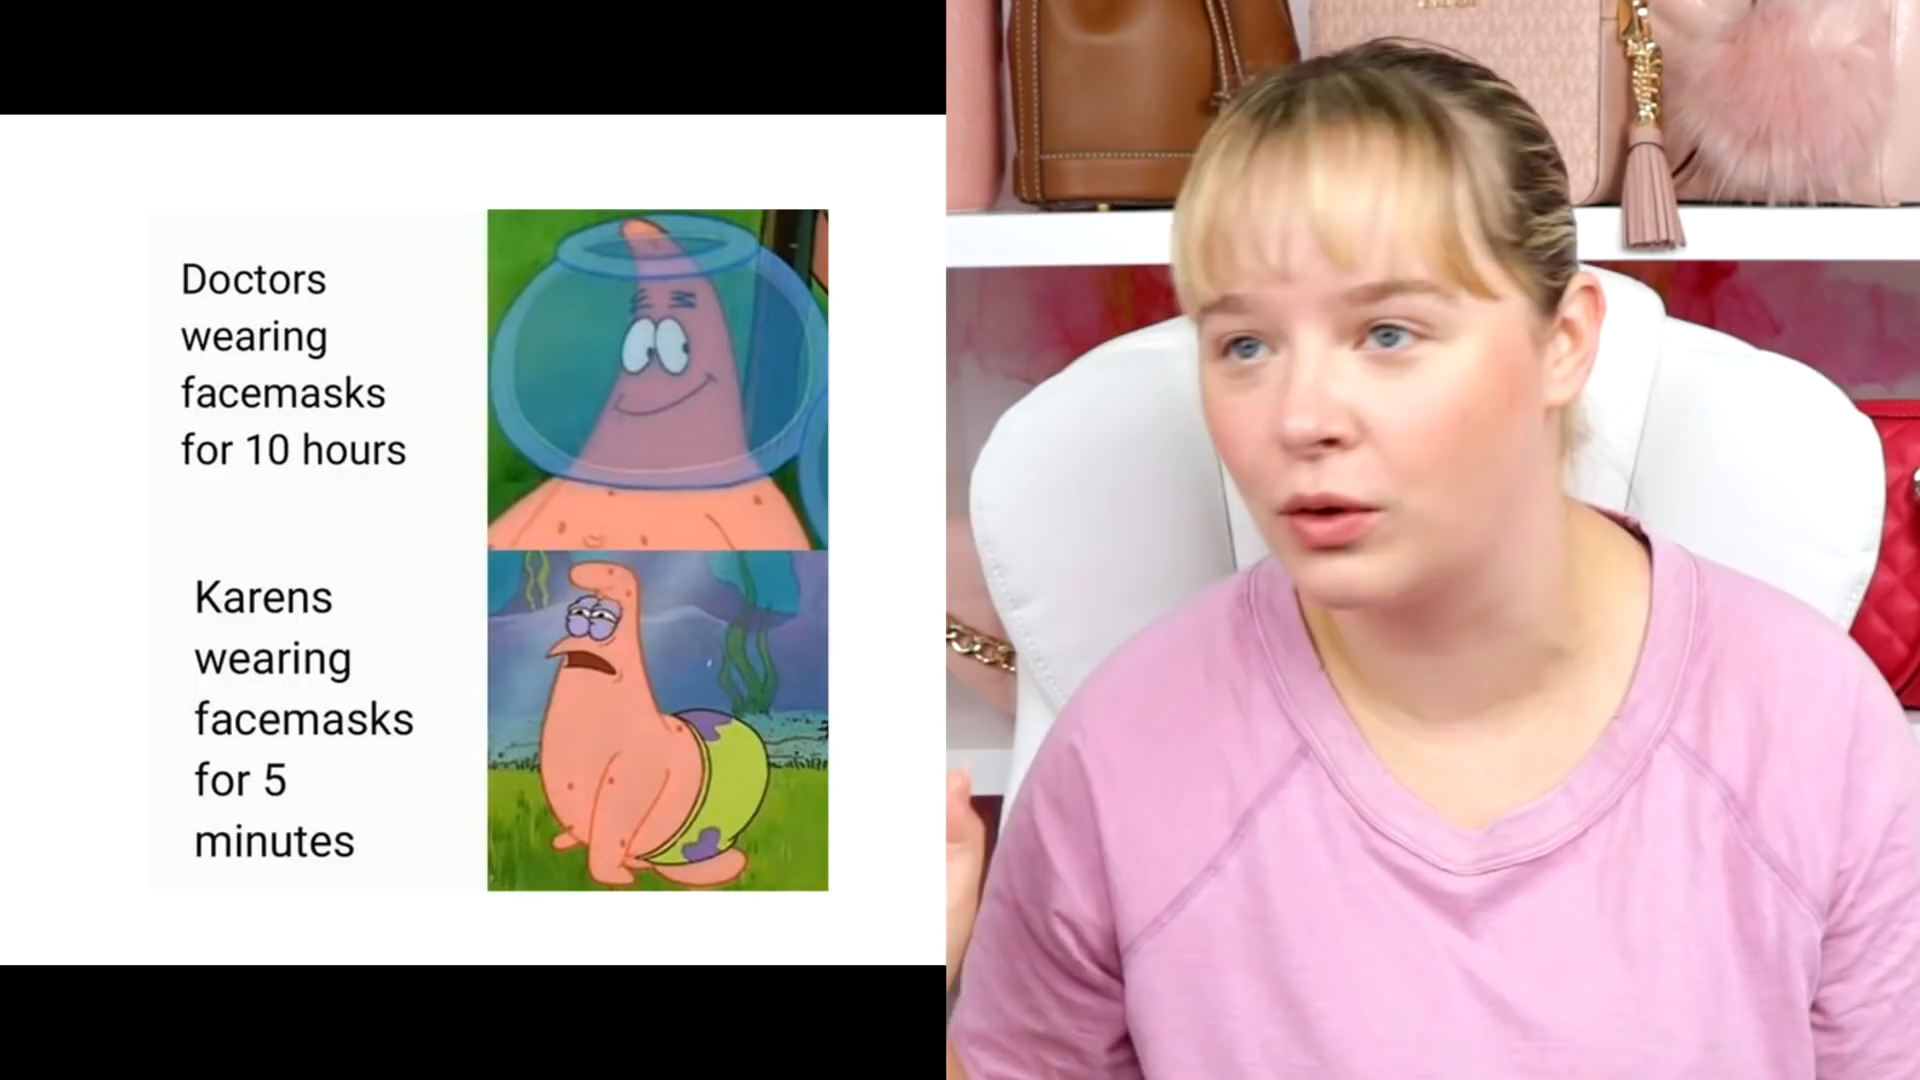 Doctors
wearing
facemasks
for 10 hours
Karens
wearing
facemasks
for 5
minutes